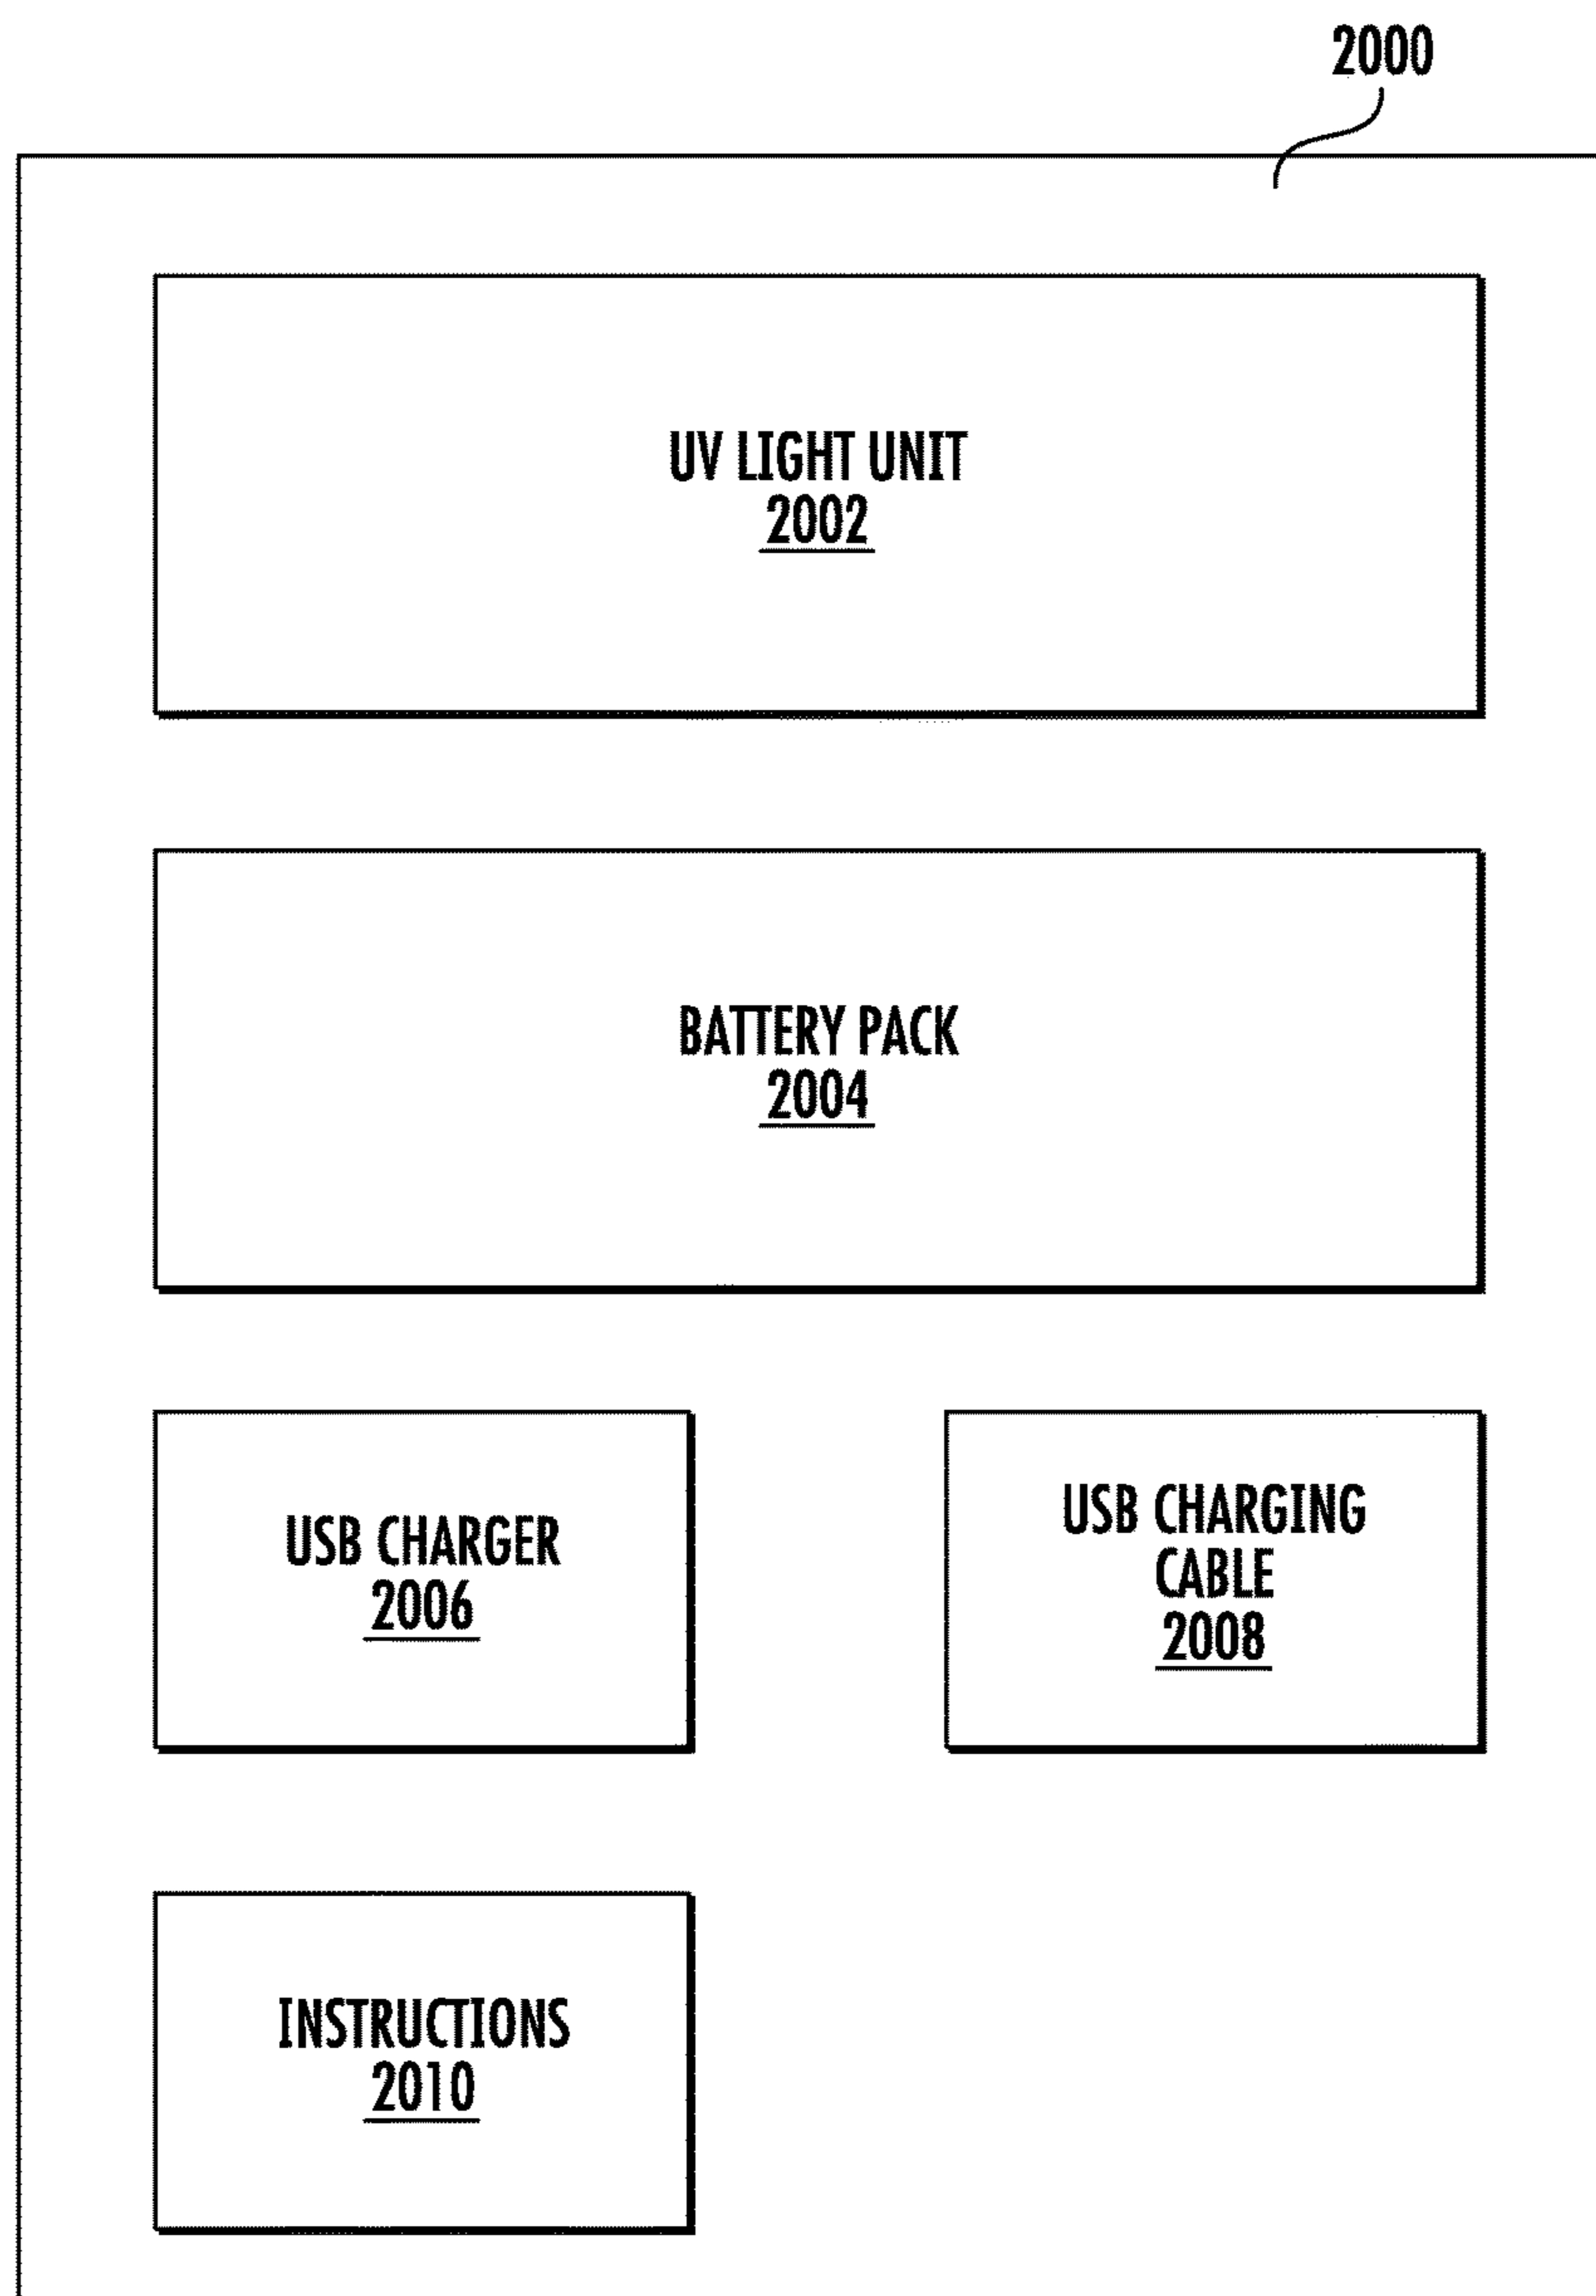 2000
UV LIGHT UNIT
2002
BATTERY PACK
2004
USB CHARGER
2006
USB CHARGING
CABLE
2008
INSTRUCTIONS
2010